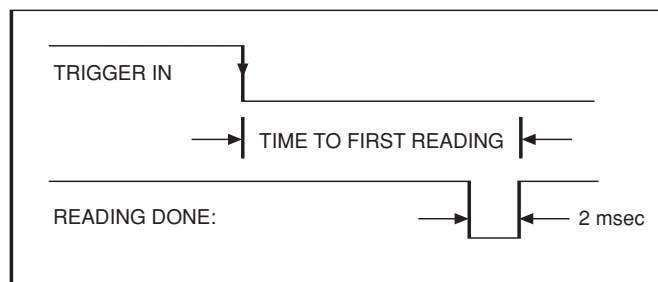 TRIGGER IN
TIME TO FIRST READING
READING DONE:
2 msec